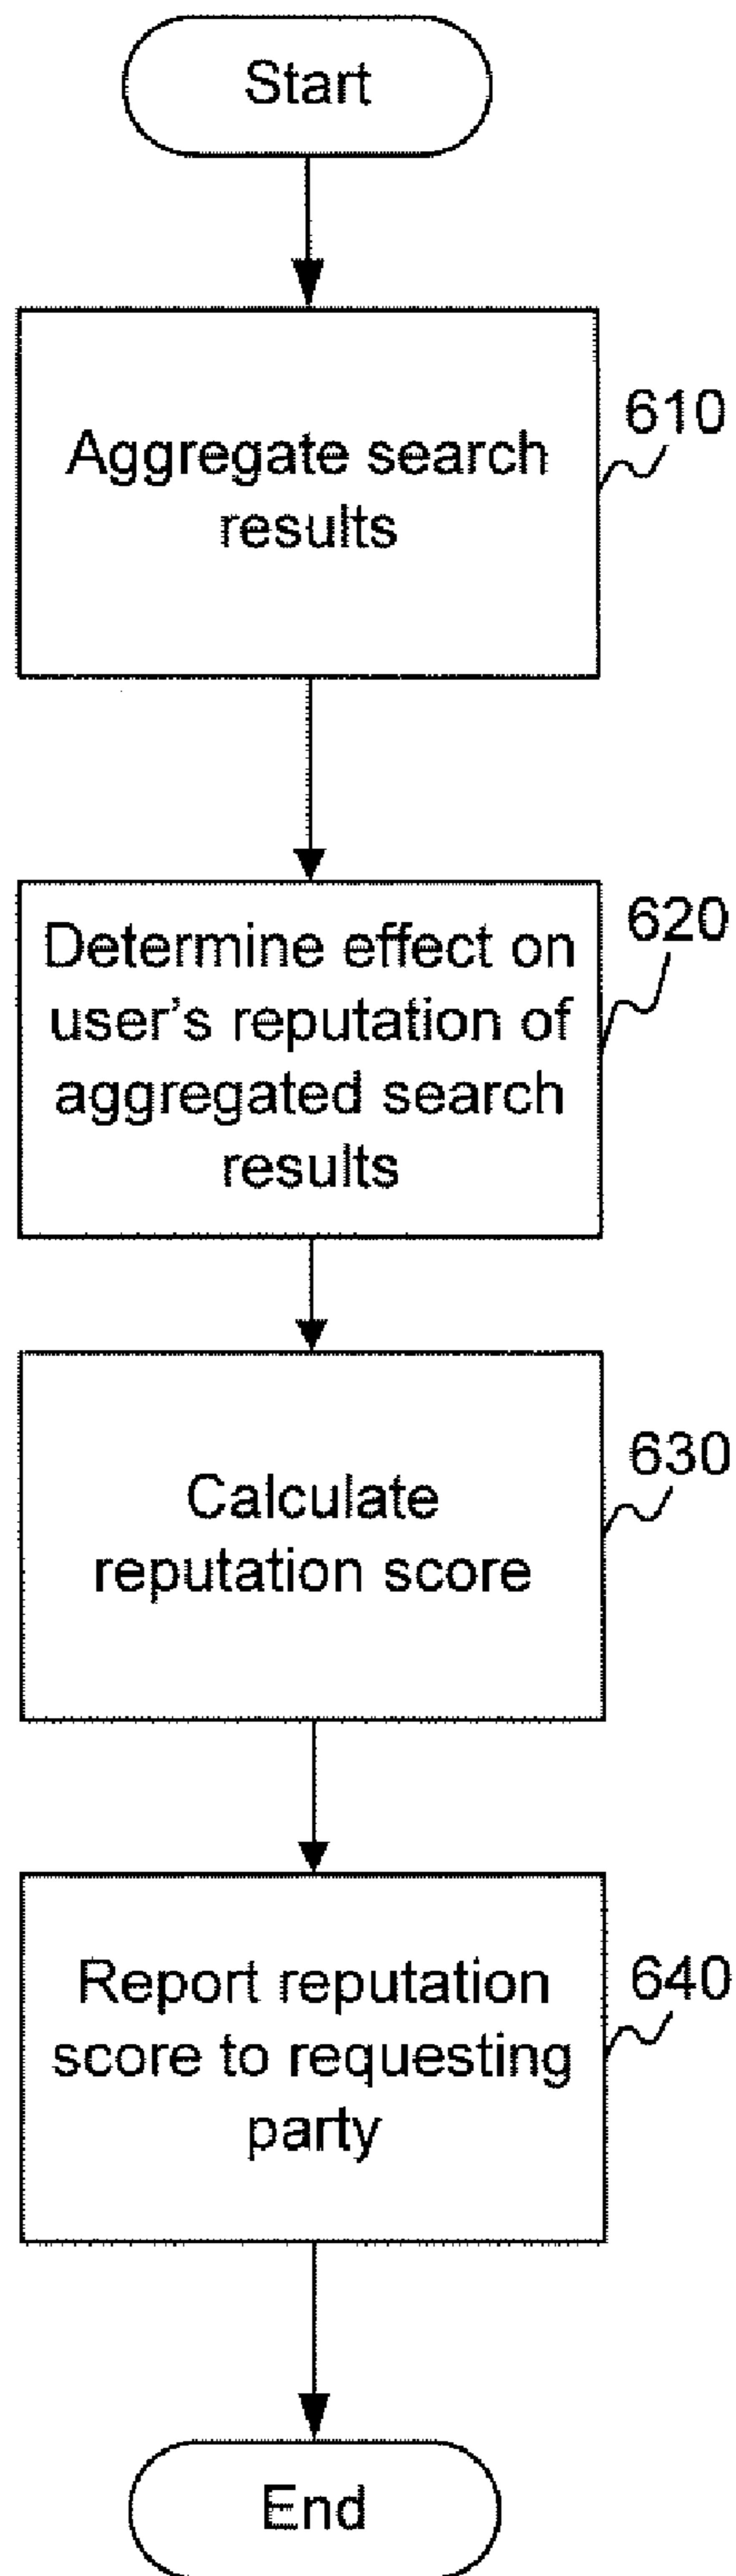 Start
Aggregate search
results
610
Determine effect on
user's reputation of
aggregated search
results
620
Calculate
reputation score
630
Report reputation
score to requesting
party
640
End